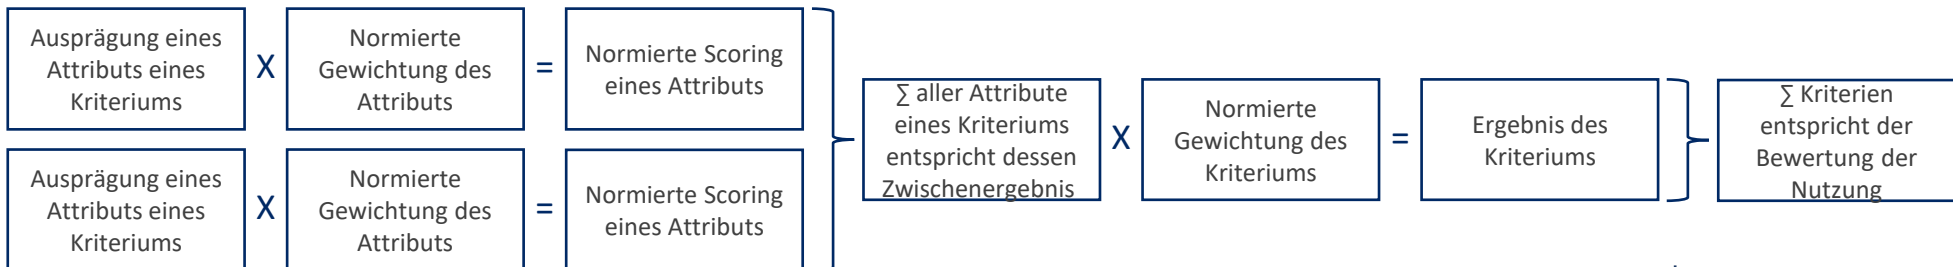 Ausprägung eines
Attributs eines
Kriteriums
X
Normierte
Gewichtung des
Attributs
=
Normierte Scoring
eines Attributs
Ausprägung eines
Attributs eines
Kriteriums
X
Normierte
Gewichtung des
Attributs
=
Normierte Scoring
eines Attributs
∑ aller Attribute
eines Kriteriums
entspricht dessen
Zwischenergebnis
X
Normierte
Gewichtung des
Kriteriums
=
Ergebnis des
Kriteriums
∑ Kriterien
entspricht der
Bewertung der
Nutzung